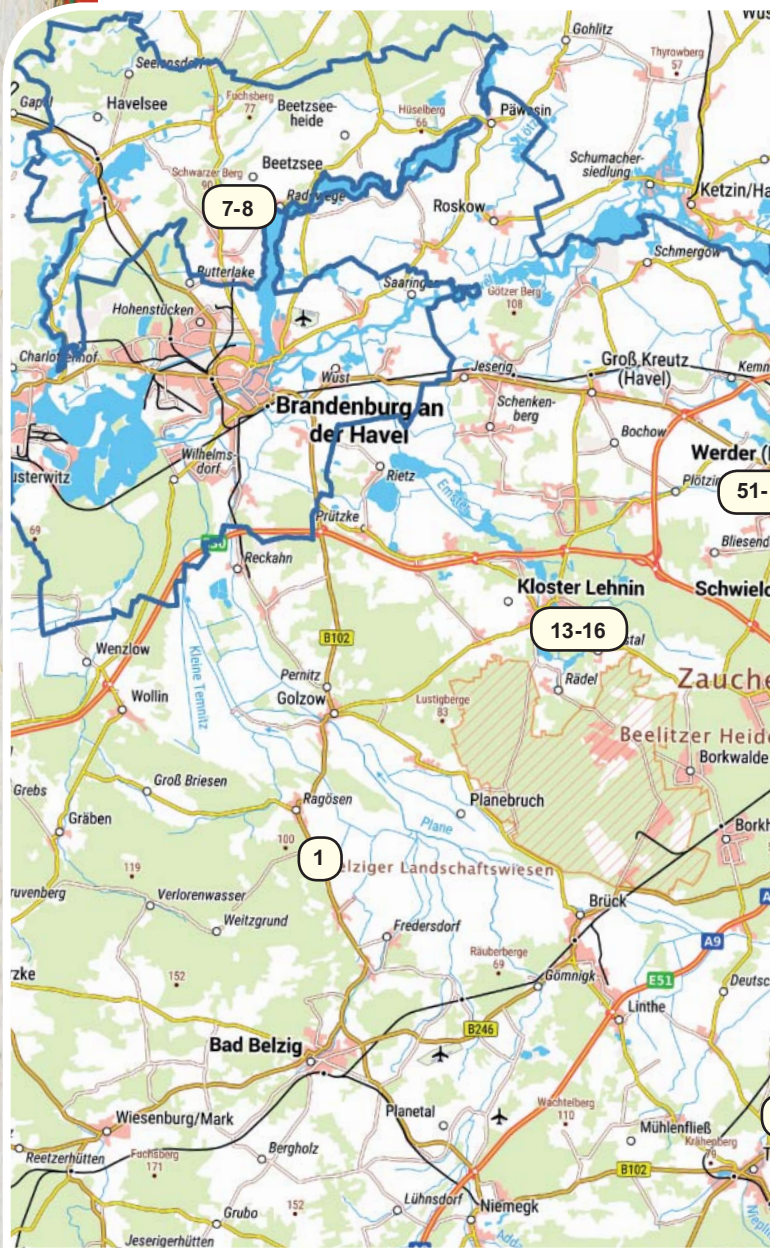 Gohlitz
Thyrowberg
57
Seelensdorf
Havelsee
Fuchsberg
77
Beetzsee-
heide
Hüselberg
66
Päwesin
Schwarzer Berg
Beetzsee
Schumacher-
siedlung
Ketzin/Ha
7-8
Roskow
Schmergow
Butterlake
Saaringen
Götzer Berg
108
Hohenstücken
Wust
Jeserig
Groß Kreutz
(Havel)
Kemn
Brandenburg an
der Havel
Schenken-
berg
Bochow
Wilhelms-
dorf
Werder (
usterwitz
Rietz
Emster
Plötzin
51-
69
Prützke
Bliesend
Reckahn
Kloster Lehnin
Schwielo
13-16
B102
Wenzlow
Kleine Temnitz
Pernitz
Rädel
Zauche
Wollin
Golzow
Lustigberge
83
Beelitzer Heide
Borkwalde
Grebs
Groß Briesen
Ragösen
Planebruch
Gräben
Plane
Borkh
100
1
elziger Landschaftswiesen
119
ruvenberg
Verlorenwasser
Brück
Weitzgrund
Fredersdorf
A9
Räuberberge
69
rzke
152
Gömnigk
E51
Deutsc
Linthe
B246
Bad Belzig
Wachtelberg
110
Wiesenburg/Mark
Planetal
Mühlenfließ
Krähenberg
Reetzerhütten
Fuchsberg
171
Bergholz
B102
Lühnsdorf
Niemegk
Grubo
152
Jeserigerhütten